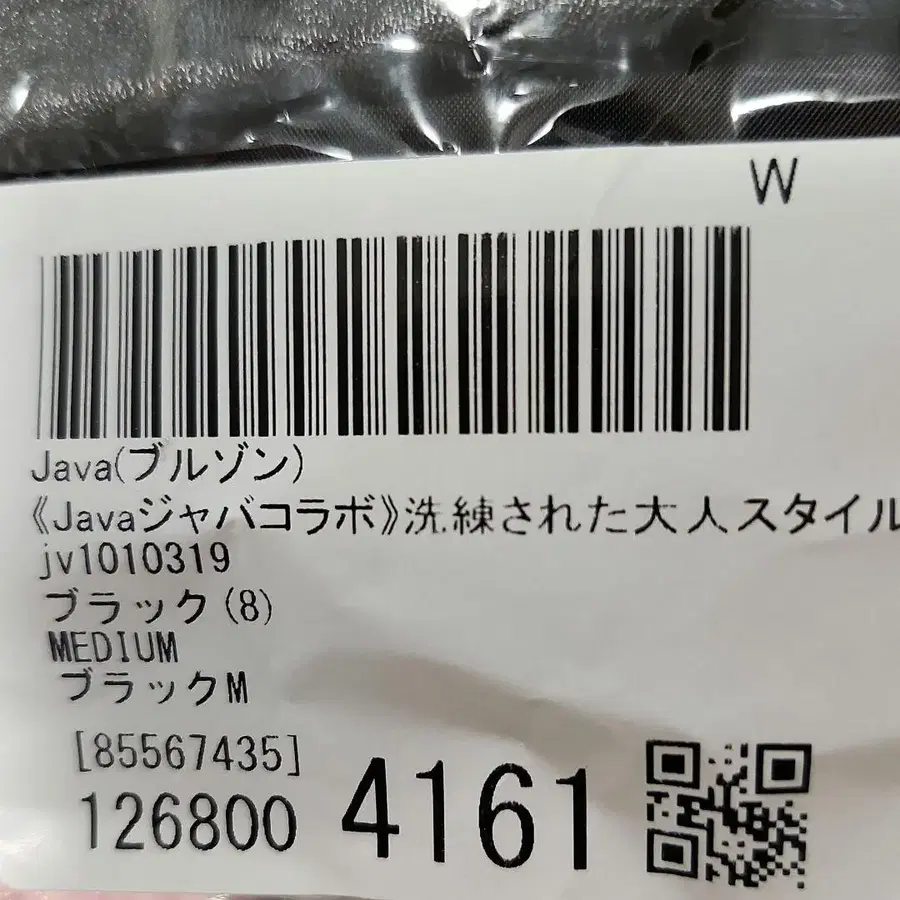 W
Java(ブルゾン)
《Javaジャバコラボ》洗練された大人スタイル
jv1010319
ブラック(8)
MEDIUM
ブラックM
[85567435]
126800 4161